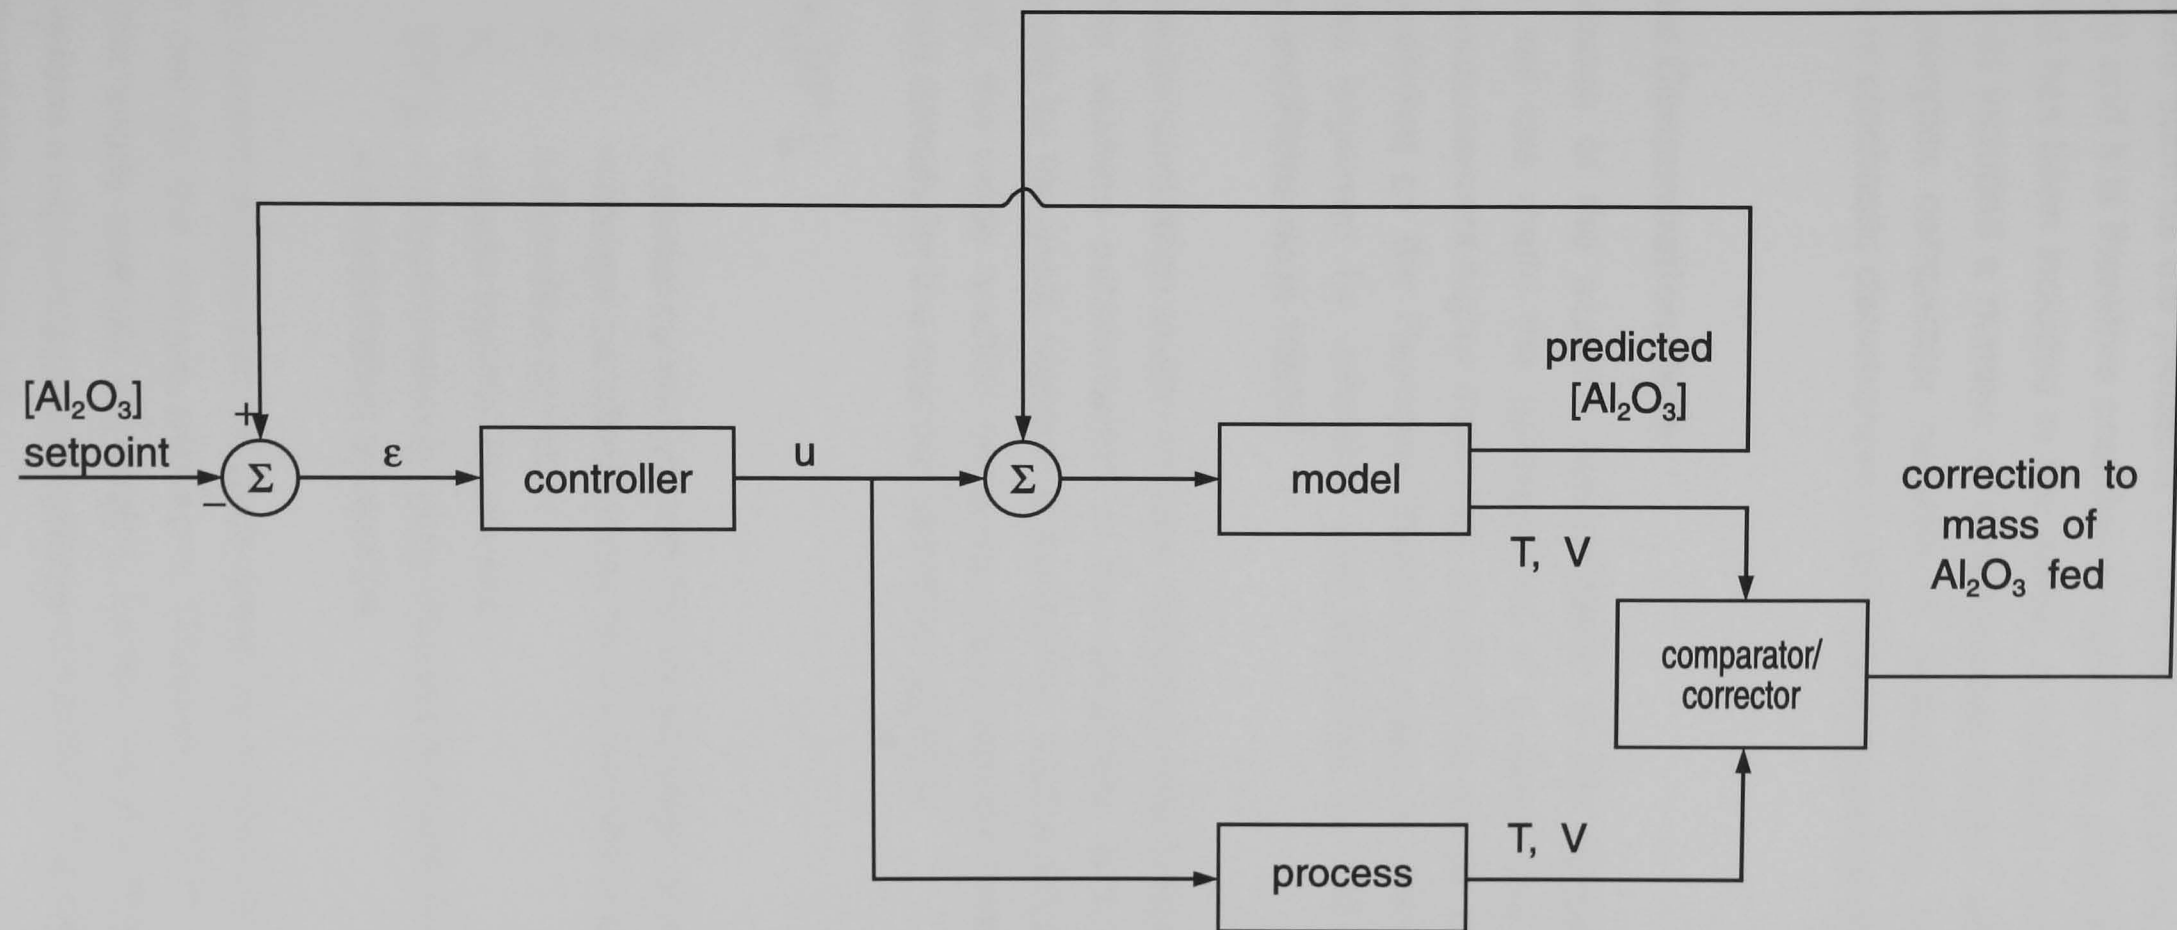 [Al₂O₃]
setpoint
+
−
Σ
ε
controller
u
Σ
model
predicted
[Al₂O₃]
T, V
correction to
mass of
Al₂O₃ fed
comparator/
corrector
process
T, V